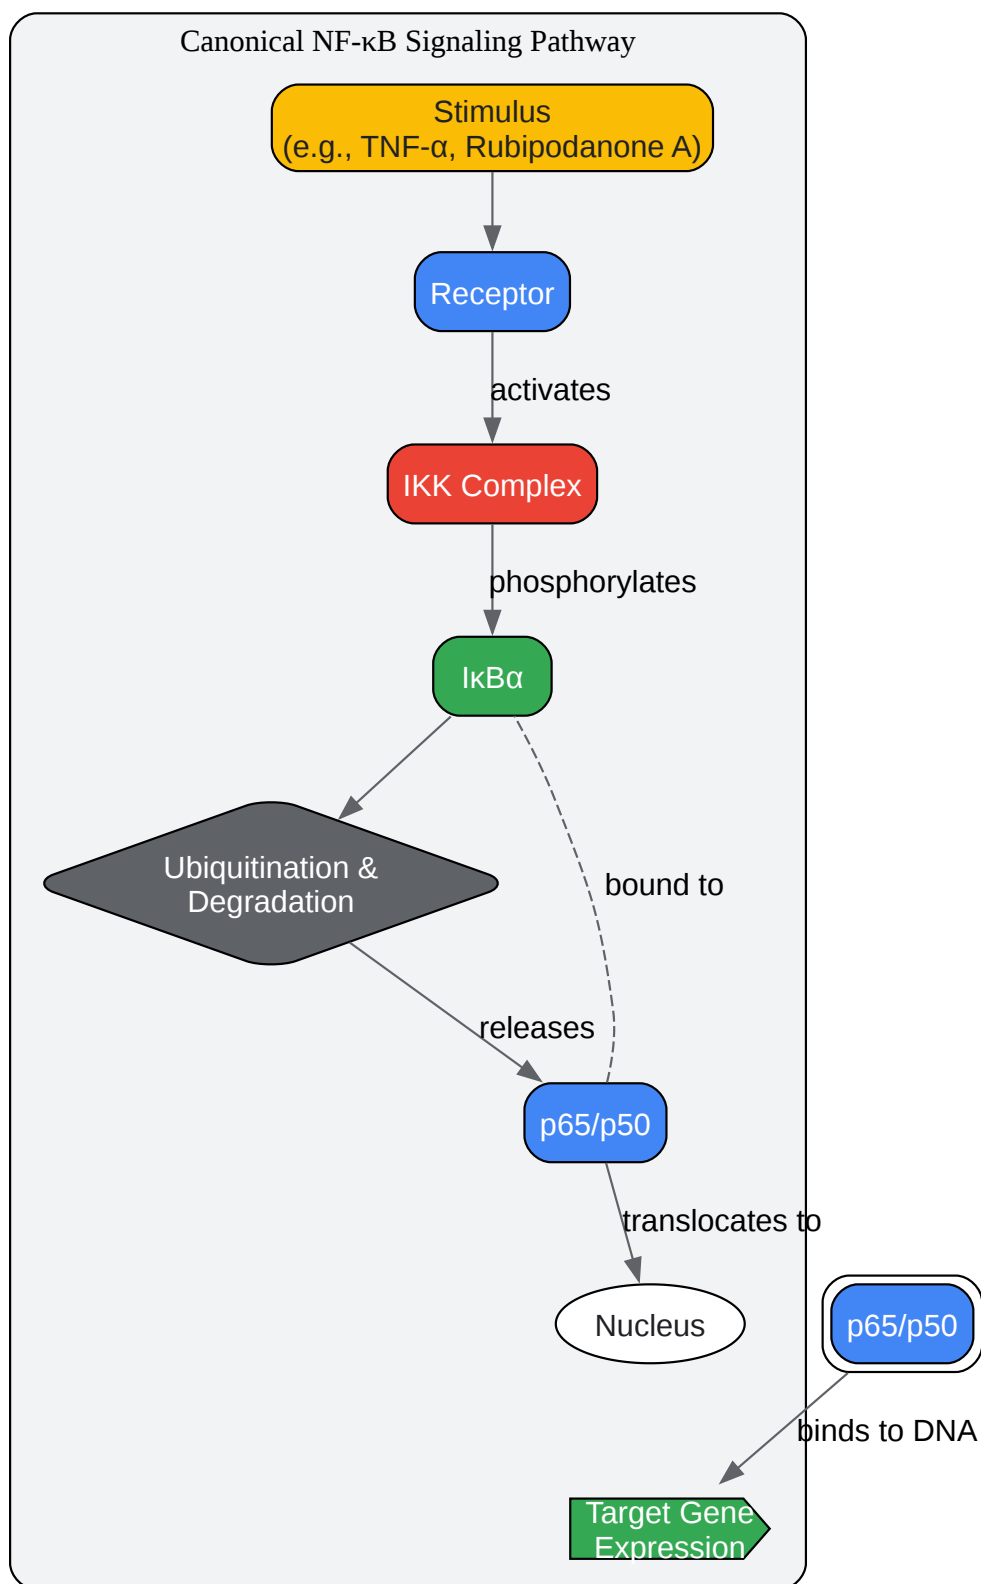 Canonical NF-κB Signaling Pathway
Stimulus
(e.g., TNF-α, Rubipodanone A)
Receptor
activates
IKK Complex
phosphorylates
IκBα
Ubiquitination &
Degradation
bound to
releases
p65/p50
translocates to
Nucleus
p65/p50
binds to DNA
Target Gene
Expression